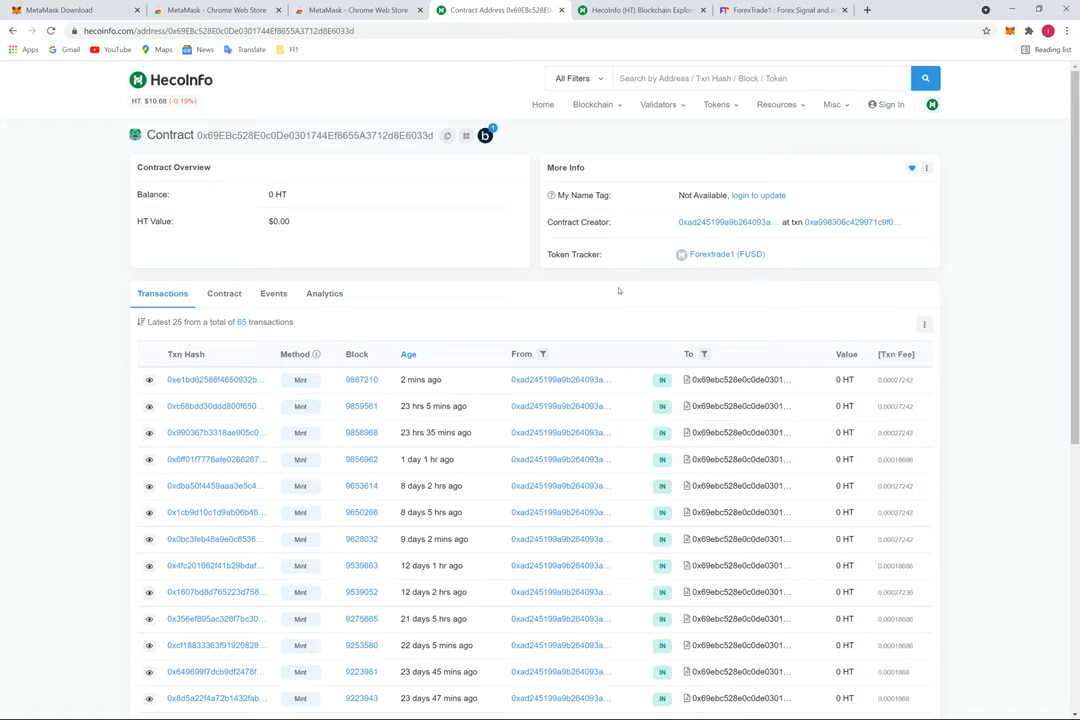 MetaMask Download
MetaMask - Chrome Web Store
MetaMask - Chrome Web Store
Contract Address 0x69EBc528E0
HecoInfo (HT) Blockchain Explor
ForexTrade1 : Forex Signal and m
hecoinfo.com/address/0x69EBc528E0c0De0301744Ef8655A3712d8E6033d
Apps Gmail YouTube Maps News Translate FI1 Reading list
HecoInfo
HT: $10.68 (-0.19%)
All Filters Search by Address / Txn Hash / Block / Token
Home Blockchain Validators Tokens Resources Misc Sign In
Contract 0x69EBc528E0c0De0301744Ef8655A3712d8E6033d
Contract Overview
Balance: 0 HT
HT Value: $0.00
More Info
My Name Tag: Not Available, login to update
Contract Creator: 0xad245199a9b264093a... at txn 0xa998306c429971c9f0...
Token Tracker: Forextrade1 (FUSD)
Transactions Contract Events Analytics
Latest 25 from a total of 65 transactions
Txn Hash Method Block Age From To Value [Txn Fee]
0xe1bd62586f4650932b... Mint 9887210 2 mins ago 0xad245199a9b264093a... IN 0x69ebc528e0c0de0301... 0 HT 0.00027242
0xc68bdd30ddd800f650... Mint 9859561 23 hrs 5 mins ago 0xad245199a9b264093a... IN 0x69ebc528e0c0de0301... 0 HT 0.00027242
0x990367b3318ae905c0... Mint 9858968 23 hrs 35 mins ago 0xad245199a9b264093a... IN 0x69ebc528e0c0de0301... 0 HT 0.00027242
0x6ff01f7776afe0266267... Mint 9856962 1 day 1 hr ago 0xad245199a9b264093a... IN 0x69ebc528e0c0de0301... 0 HT 0.00018686
0xdba50f4459aaa3e5c4... Mint 9653614 8 days 2 hrs ago 0xad245199a9b264093a... IN 0x69ebc528e0c0de0301... 0 HT 0.00027242
0x1cb9d10c1d9ab06b46... Mint 9650266 8 days 5 hrs ago 0xad245199a9b264093a... IN 0x69ebc528e0c0de0301... 0 HT 0.00027242
0x0bc3feb48a9e0c8536... Mint 9628032 9 days 2 mins ago 0xad245199a9b264093a... IN 0x69ebc528e0c0de0301... 0 HT 0.00027242
0x4fc201662f41b29bdaf... Mint 9539863 12 days 1 hr ago 0xad245199a9b264093a... IN 0x69ebc528e0c0de0301... 0 HT 0.00018686
0x1607bd8d765223d758... Mint 9539052 12 days 2 hrs ago 0xad245199a9b264093a... IN 0x69ebc528e0c0de0301... 0 HT 0.00027236
0x356ef895ac328f7bc30... Mint 9275665 21 days 5 hrs ago 0xad245199a9b264093a... IN 0x69ebc528e0c0de0301... 0 HT 0.00018686
0xcf18833363f91920828... Mint 9253580 22 days 5 mins ago 0xad245199a9b264093a... IN 0x69ebc528e0c0de0301... 0 HT 0.00018686
0x649699f7dcb9df2478f... Mint 9223981 23 days 45 mins ago 0xad245199a9b264093a... IN 0x69ebc528e0c0de0301... 0 HT 0.0001868
0x8d5a22f4a72b1432fab... Mint 9223943 23 days 47 mins ago 0xad245199a9b264093a... IN 0x69ebc528e0c0de0301... 0 HT 0.0001868